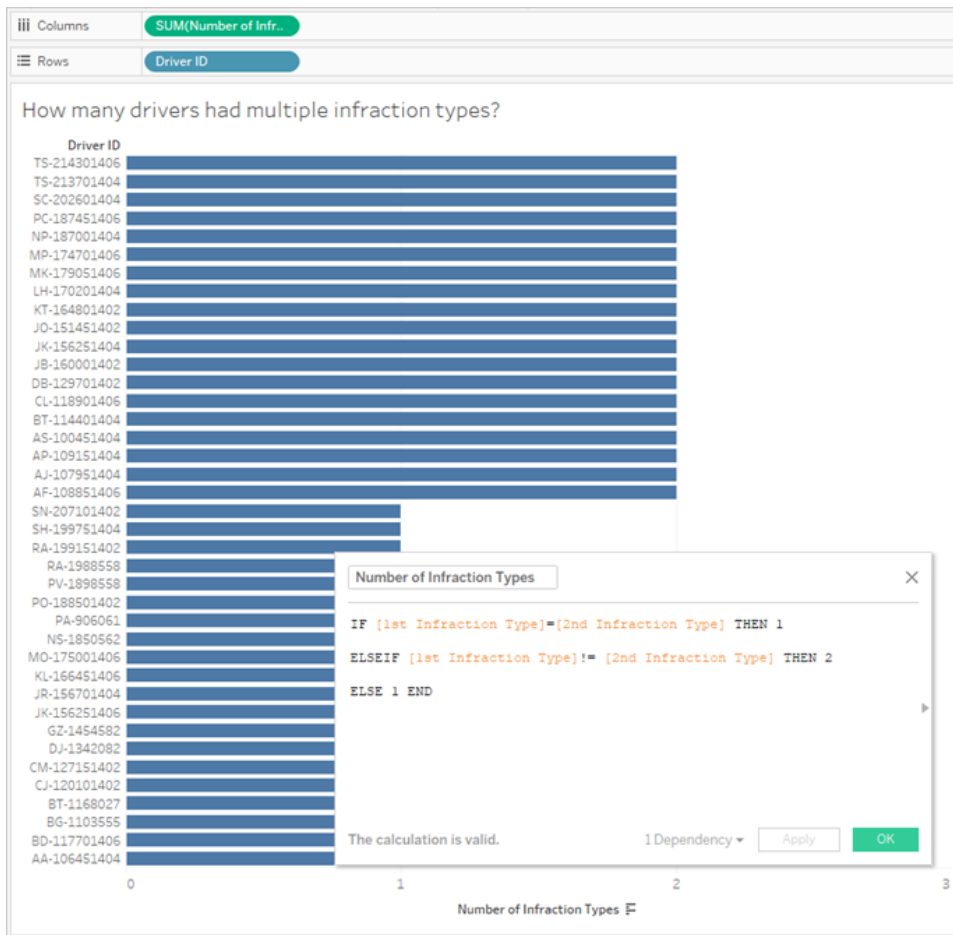 Columns SUM(Number of Infr..
Rows Driver ID
How many drivers had multiple infraction types?
Driver ID
TS-214301406
TS-213701404
SC-202601404
PC-187451406
NP-187001404
MP-174701406
MK-179051406
LH-170201404
KT-164801402
JO-151451402
JK-156251404
JB-160001402
DB-129701402
CL-118901406
BT-114401404
AS-100451404
AP-109151404
AJ-107951404
AF-108851406
SN-207101402
SH-199751404
RA-199151402
RA-1988558
PV-1898558
PO-188501402
PA-906061
NS-1850562
MO-175001406
KL-166451406
JR-156701404
JK-156251406
GZ-1454582
DJ-1342082
CM-127151402
CJ-120101402
BT-1168027
BG-1103555
BD-117701406
AA-106451404
Number of Infraction Types
IF [1st Infraction Type]=[2nd Infraction Type] THEN 1
ELSEIF [1st Infraction Type]!= [2nd Infraction Type] THEN 2
ELSE 1 END
The calculation is valid. 1 Dependency Apply OK
0 1 2 3
Number of Infraction Types